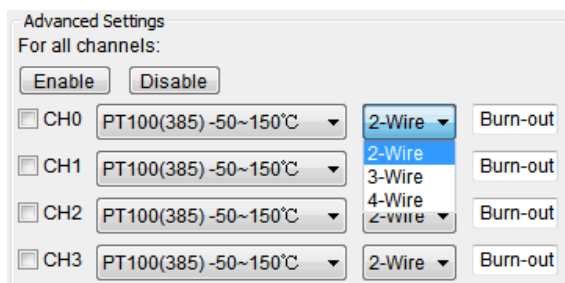 Advanced Settings
For all channels:
Enable Disable
CH0 PT100(385) -50~150℃ 2-Wire Burn-out
2-Wire
CH1 PT100(385) -50~150℃ Burn-out
3-Wire
4-Wire
CH2 PT100(385) -50~150℃ 2-Wire Burn-out
CH3 PT100(385) -50~150℃ 2-Wire Burn-out